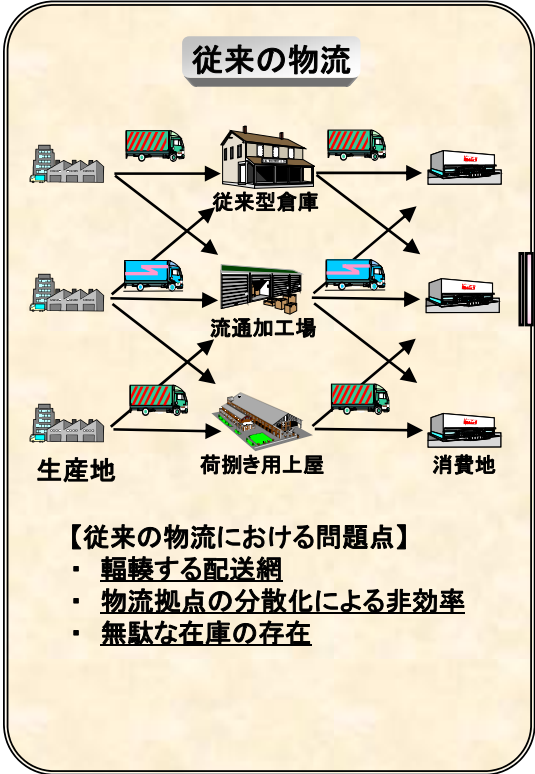 従来の物流
従来型倉庫
流通加工場
生産地
荷捌き用上屋
消費地
【従来の物流における問題点】
・ 輻輳する配送網
・ 物流拠点の分散化による非効率
・ 無駄な在庫の存在